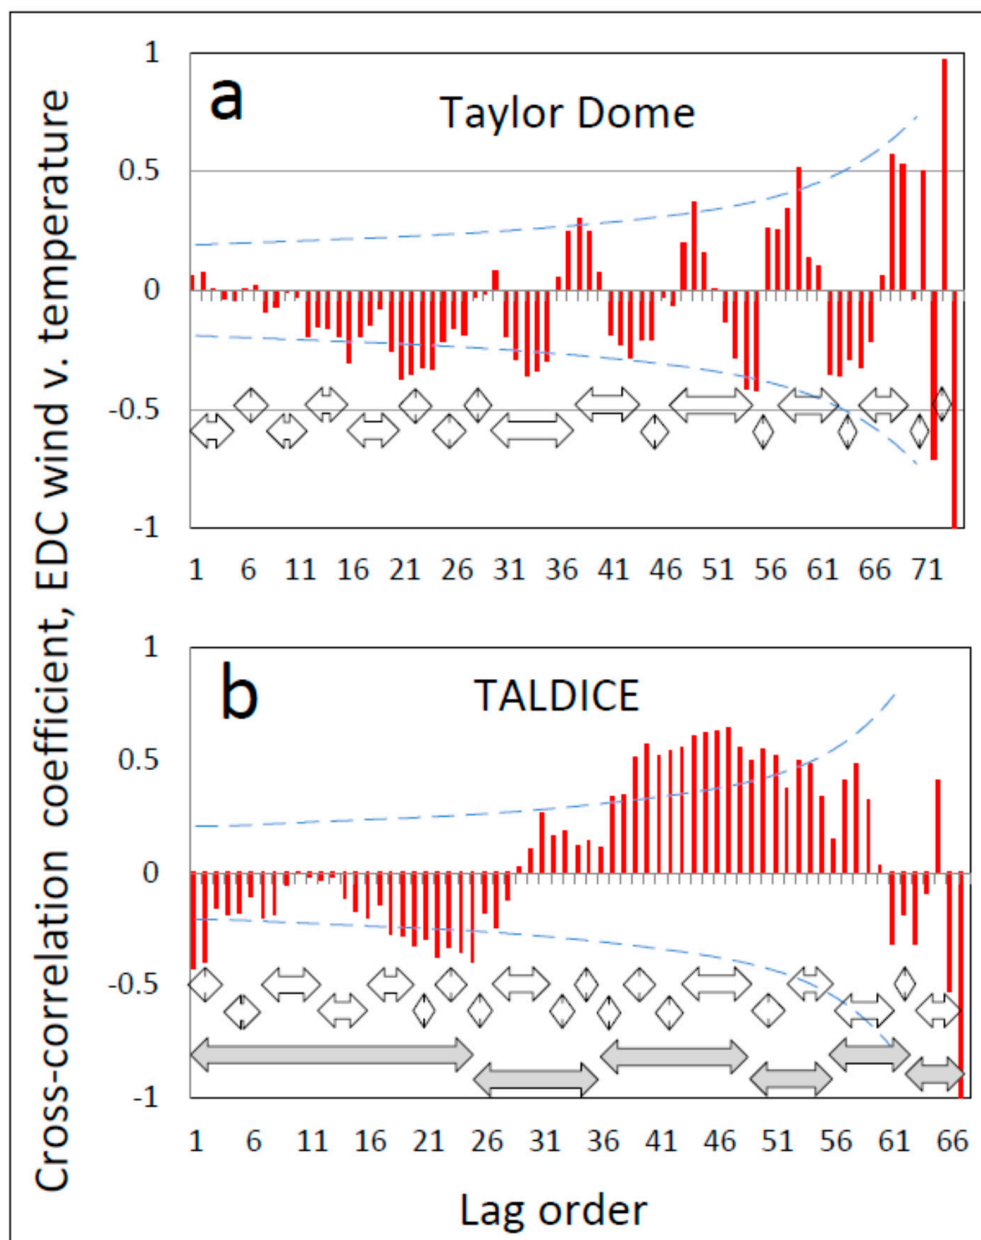 Cross-correlation coefficient, EDC wind v. temperature
a
Taylor Dome
1
0.5
0
-0.5
-1
1 6 11 16 21 26 31 36 41 46 51 56 61 66 71
b
TALDICE
1
0.5
0
-0.5
-1
1 6 11 16 21 26 31 36 41 46 51 56 61 66
Lag order